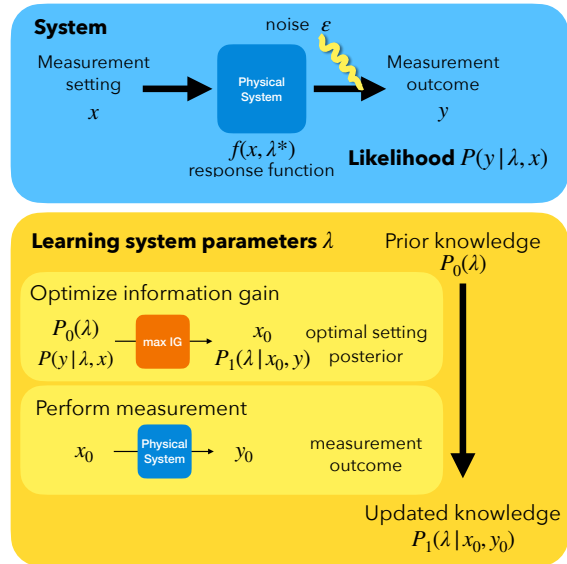 System
noise ε
Measurement
setting
x
Physical
System
Measurement
outcome
y
f(x, λ*)
response function
Likelihood P(y | λ, x)
Learning system parameters λ
Prior knowledge
P₀(λ)
Optimize information gain
P₀(λ)
P(y | λ, x)
max IG
x₀
P₁(λ | x₀, y)
optimal setting
posterior
Perform measurement
x₀
Physical
System
y₀
measurement
outcome
Updated knowledge
P₁(λ | x₀, y₀)